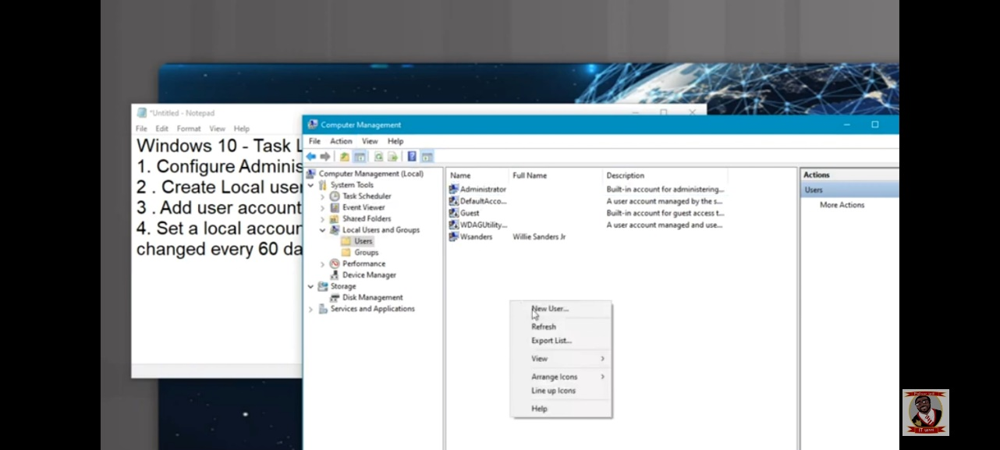 *Untitled - Notepad
File Edit Format View Help
Windows 10 - Task L
1. Configure Adminis
2 . Create Local user
3 . Add user account
4. Set a local accour
changed every 60 da
Computer Management
File Action View Help
Computer Management (Local)
System Tools
Task Scheduler
Event Viewer
Shared Folders
Local Users and Groups
Users
Groups
Performance
Device Manager
Storage
Disk Management
Services and Applications
Name Full Name Description
Administrator Built-in account for administering...
DefaultAcco... A user account managed by the s...
Guest Built-in account for guest access t...
WDAGUtility... A user account managed and use...
Wsanders Willie Sanders Jr
New User...
Refresh
Export List...
View
Arrange Icons
Line up Icons
Help
Actions
Users
More Actions